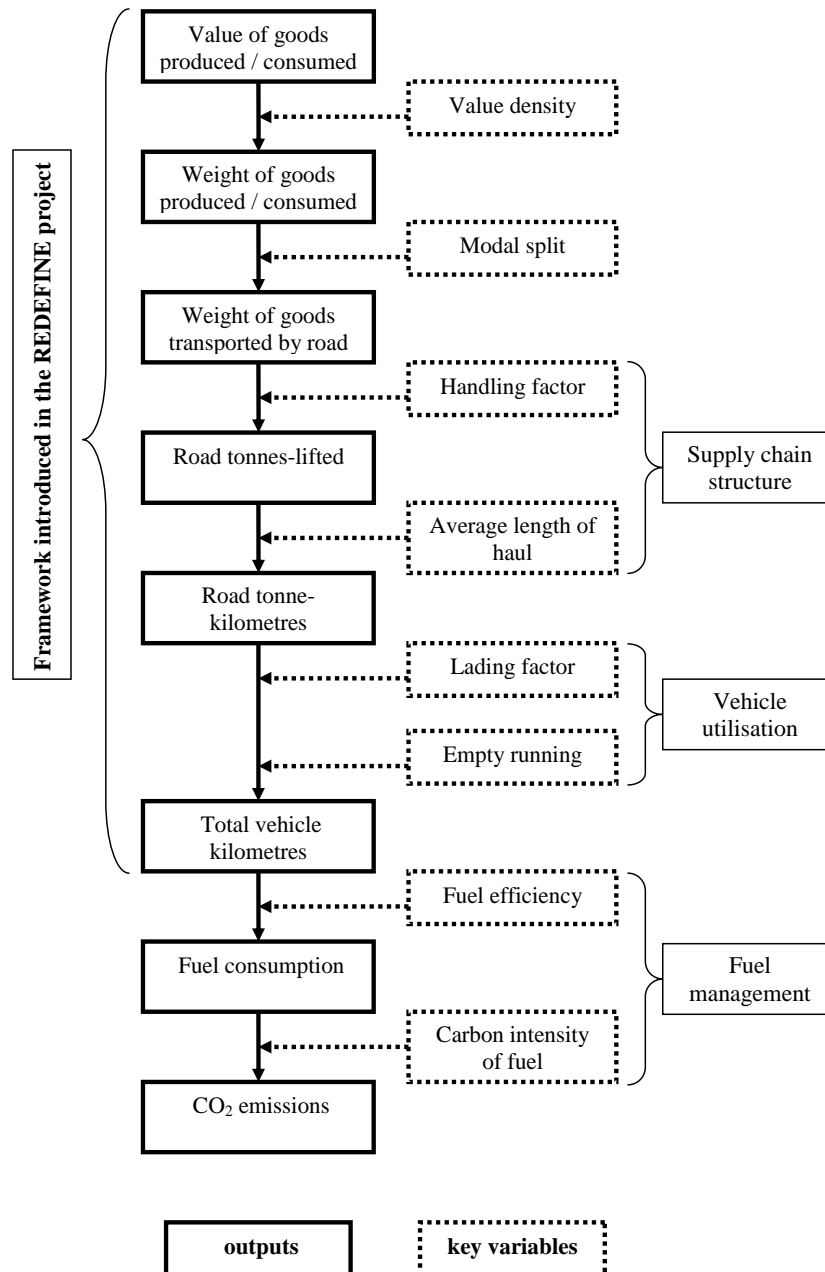 Framework introduced in the REDEFINE project
Value of goods
produced / consumed
Value density
Weight of goods
produced / consumed
Modal split
Weight of goods
transported by road
Handling factor
Road tonnes-lifted
Supply chain
structure
Average length of
haul
Road tonne-
kilometres
Lading factor
Vehicle
utilisation
Empty running
Total vehicle
kilometres
Fuel efficiency
Fuel consumption
Fuel
management
Carbon intensity
of fuel
CO₂ emissions
outputs
key variables